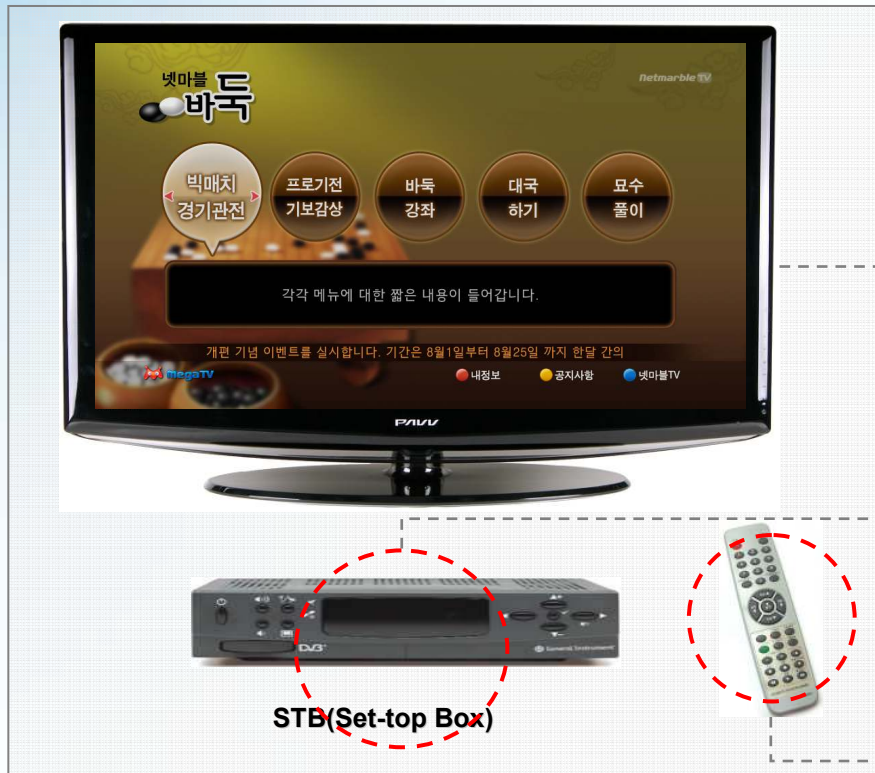 넷마블
바둑
netmarble TV
빅매치
경기관전
프로기전
기보감상
바둑
강좌
대국
하기
묘수
풀이
각각 메뉴에 대한 짧은 내용이 들어갑니다.
개편 기념 이벤트를 실시합니다. 기간은 8월1일부터 8월25일 까지 한달 간의
MegaTV
내정보
공지사항
넷마블TV
PAVV
DVB
General Instrument
STB(Set-top Box)